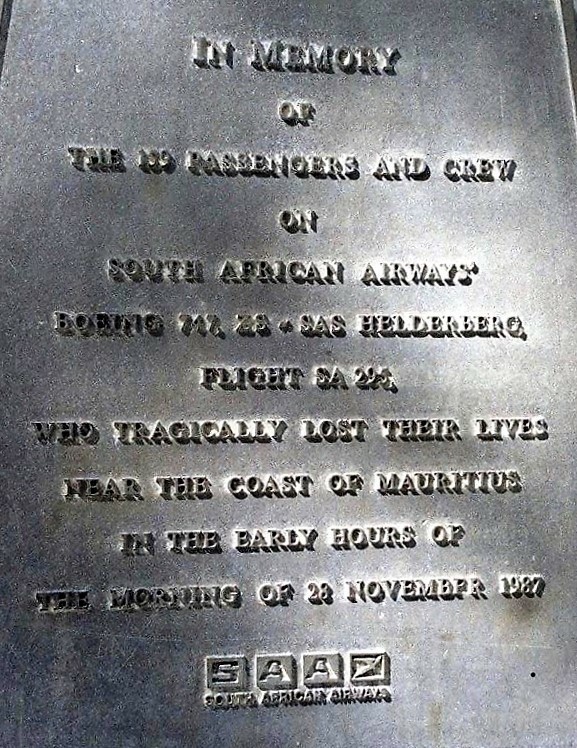 IN MEMORY
OF
THE 159 PASSENGERS AND CREW
ON
SOUTH AFRICAN AIRWAYS'
BOEING 747, ZS - SAS HELDERBERG,
FLIGHT SA 295,
WHO TRAGICALLY LOST THEIR LIVES
NEAR THE COAST OF MAURITIUS
IN THE EARLY HOURS OF
THE MORNING OF 28 NOVEMBER 1987
SAA
SOUTH AFRICAN AIRWAYS